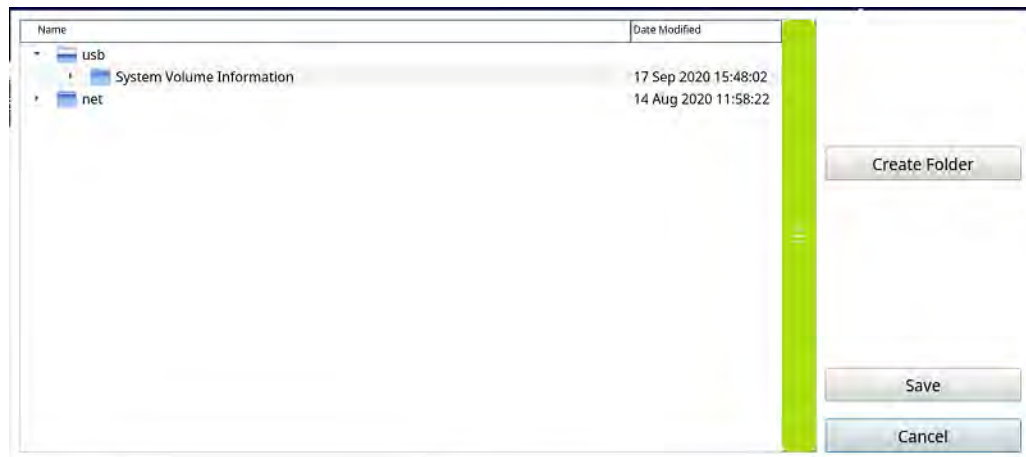 Name Date Modified
usb
System Volume Information 17 Sep 2020 15:48:02
net 14 Aug 2020 11:58:22
Create Folder
Save
Cancel